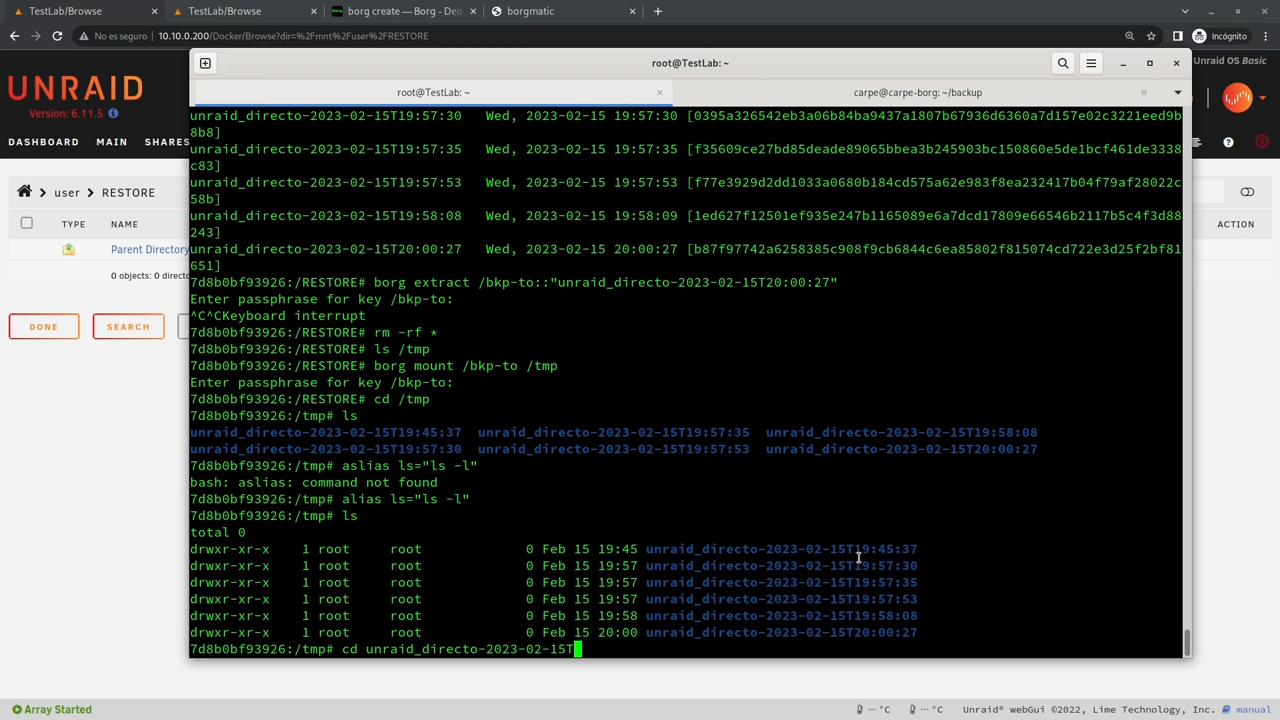 TestLab/Browse
TestLab/Browse
borg create — Borg - Ded
borgmatic
No es seguro
10.10.0.200/Docker/Browse?dir=%2Fmnt%2Fuser%2FRESTORE
Incógnito
UNRAID
Version: 6.11.5
Unraid OS Basic
DASHBOARD MAIN SHARES
user > RESTORE
TYPE NAME
ACTION
Parent Directory
0 objects: 0 directo
DONE
SEARCH
root@TestLab: ~
root@TestLab: ~
carpe@carpe-borg: ~/backup
unraid_directo-2023-02-15T19:57:30 Wed, 2023-02-15 19:57:30 [0395a326542eb3a06b84ba9437a1807b67936d6360a7d157e02c3221eed9b
8b8]
unraid_directo-2023-02-15T19:57:35 Wed, 2023-02-15 19:57:35 [f35609ce27bd85deade89065bbea3b245903bc150860e5de1bcf461de3338
c83]
unraid_directo-2023-02-15T19:57:53 Wed, 2023-02-15 19:57:53 [f77e3929d2dd1033a0680b184cd575a62e983f8ea232417b04f79af28022c
58b]
unraid_directo-2023-02-15T19:58:08 Wed, 2023-02-15 19:58:09 [1ed627f12501ef935e247b1165089e6a7dcd17809e66546b2117b5c4f3d88
243]
unraid_directo-2023-02-15T20:00:27 Wed, 2023-02-15 20:00:27 [b87f97742a6258385c908f9cb6844c6ea85802f815074cd722e3d25f2bf81
651]
7d8b0bf93926:/RESTORE# borg extract /bkp-to::"unraid_directo-2023-02-15T20:00:27"
Enter passphrase for key /bkp-to:
^C^CKeyboard interrupt
7d8b0bf93926:/RESTORE# rm -rf *
7d8b0bf93926:/RESTORE# ls /tmp
7d8b0bf93926:/RESTORE# borg mount /bkp-to /tmp
Enter passphrase for key /bkp-to:
7d8b0bf93926:/RESTORE# cd /tmp
7d8b0bf93926:/tmp# ls
unraid_directo-2023-02-15T19:45:37 unraid_directo-2023-02-15T19:57:35 unraid_directo-2023-02-15T19:58:08
unraid_directo-2023-02-15T19:57:30 unraid_directo-2023-02-15T19:57:53 unraid_directo-2023-02-15T20:00:27
7d8b0bf93926:/tmp# aslias ls="ls -l"
bash: aslias: command not found
7d8b0bf93926:/tmp# alias ls="ls -l"
7d8b0bf93926:/tmp# ls
total 0
drwxr-xr-x 1 root root 0 Feb 15 19:45 unraid_directo-2023-02-15T19:45:37
drwxr-xr-x 1 root root 0 Feb 15 19:57 unraid_directo-2023-02-15T19:57:30
drwxr-xr-x 1 root root 0 Feb 15 19:57 unraid_directo-2023-02-15T19:57:35
drwxr-xr-x 1 root root 0 Feb 15 19:57 unraid_directo-2023-02-15T19:57:53
drwxr-xr-x 1 root root 0 Feb 15 19:58 unraid_directo-2023-02-15T19:58:08
drwxr-xr-x 1 root root 0 Feb 15 20:00 unraid_directo-2023-02-15T20:00:27
7d8b0bf93926:/tmp# cd unraid_directo-2023-02-15T
Array Started
··· °C ··· °C Unraid® webGui ©2022, Lime Technology, Inc. manual